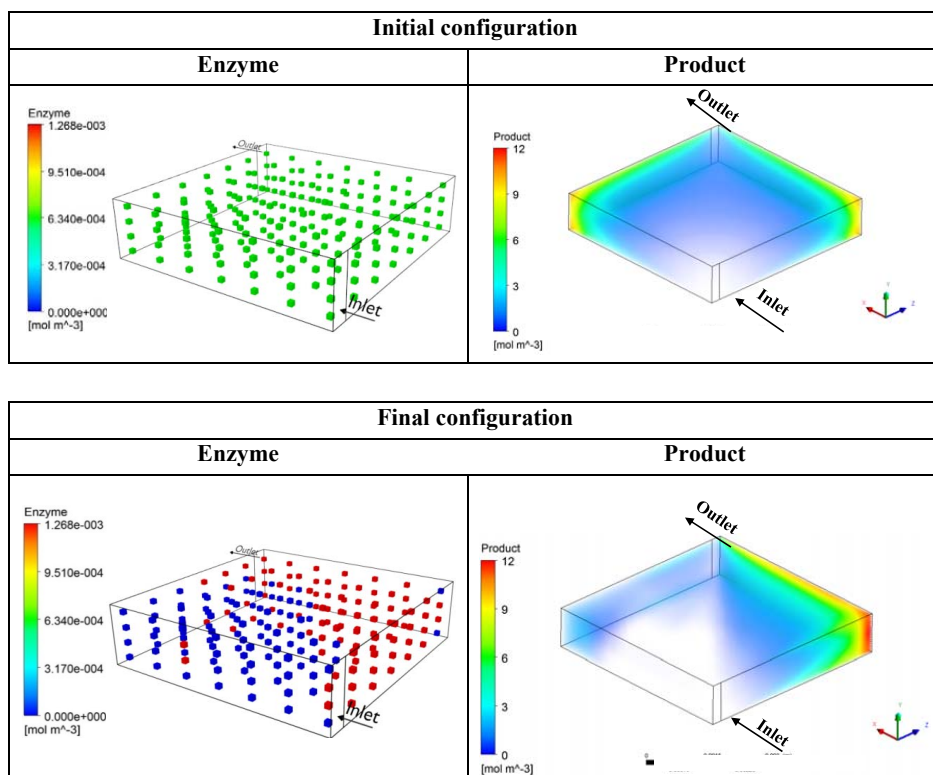 Initial configuration
Enzyme
Product
Enzyme
1.268e-003
9.510e-004
6.340e-004
3.170e-004
0.000e+000
[mol m^-3]
Outlet
Inlet
Product
12
9
6
3
0
[mol m^-3]
Outlet
Inlet
X
Y
Z
Final configuration
Enzyme
Product
Enzyme
1.268e-003
9.510e-004
6.340e-004
3.170e-004
0.000e+000
[mol m^-3]
Outlet
Inlet
Product
12
9
6
3
0
[mol m^-3]
Outlet
Inlet
X
Y
Z
0